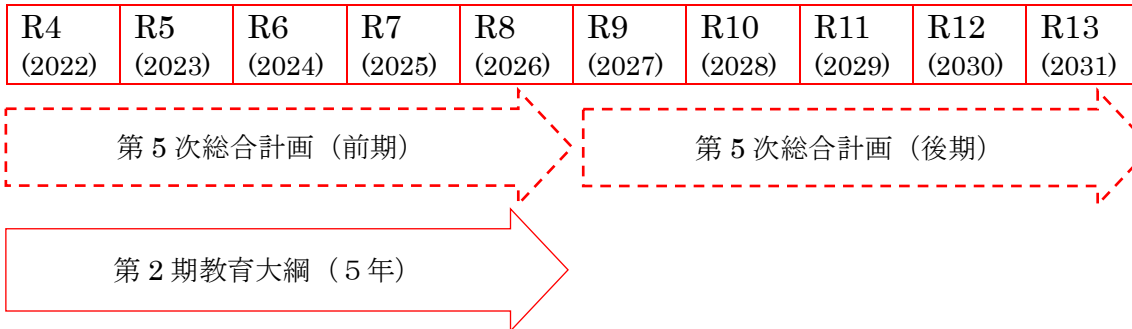 R4 R5 R6 R7 R8 R9 R10 R11 R12 R13
(2022) (2023) (2024) (2025) (2026) (2027) (2028) (2029) (2030) (2031)
第5次総合計画（前期） 第5次総合計画（後期）
第2期教育大綱（５年）